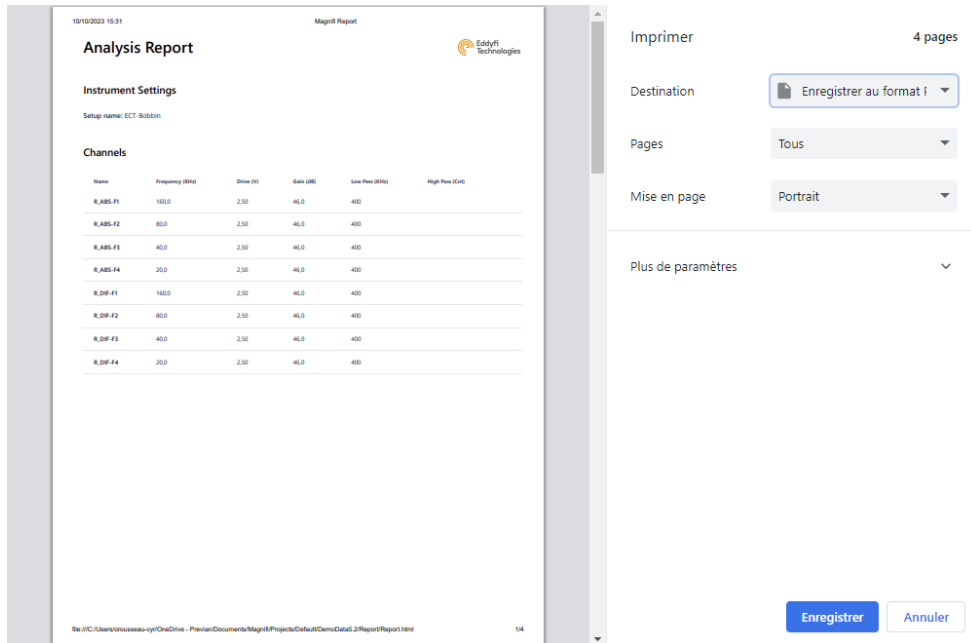 10/10/2023 15:31 Magnifi Report
Analysis Report
Eddyfi
Technologies
Instrument Settings
Setup name: ECT-Bobbin
Channels
Name Frequency (KHz) Drive (V) Gain (dB) Low Pass (KHz) High Pass (Cnt)
R_ABS-F1 160,0 2,50 46,0 400
R_ABS-F2 80,0 2,50 46,0 400
R_ABS-F3 40,0 2,50 46,0 400
R_ABS-F4 20,0 2,50 46,0 400
R_DIF-F1 160,0 2,50 46,0 400
R_DIF-F2 80,0 2,50 46,0 400
R_DIF-F3 40,0 2,50 46,0 400
R_DIF-F4 20,0 2,50 46,0 400
file:///C:/Users/orousseau-cyr/OneDrive - Previan/Documents/Magnifi/Projects/Default/DemoData5.2/Report/Report.html 1/4
Imprimer 4 pages
Destination Enregistrer au format
Pages Tous
Mise en page Portrait
Plus de paramètres
Enregistrer Annuler